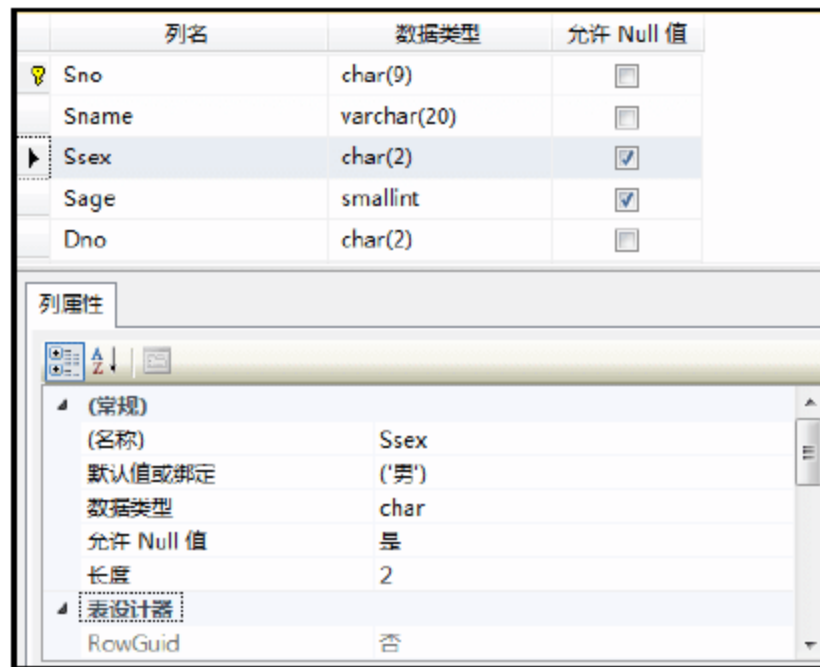 列名 数据类型 允许 Null 值
Sno char(9)
Sname varchar(20)
Ssex char(2)
Sage smallint
Dno char(2)
列属性
(常规)
(名称) Ssex
默认值或绑定 ('男')
数据类型 char
允许 Null 值 是
长度 2
表设计器
RowGuid 否